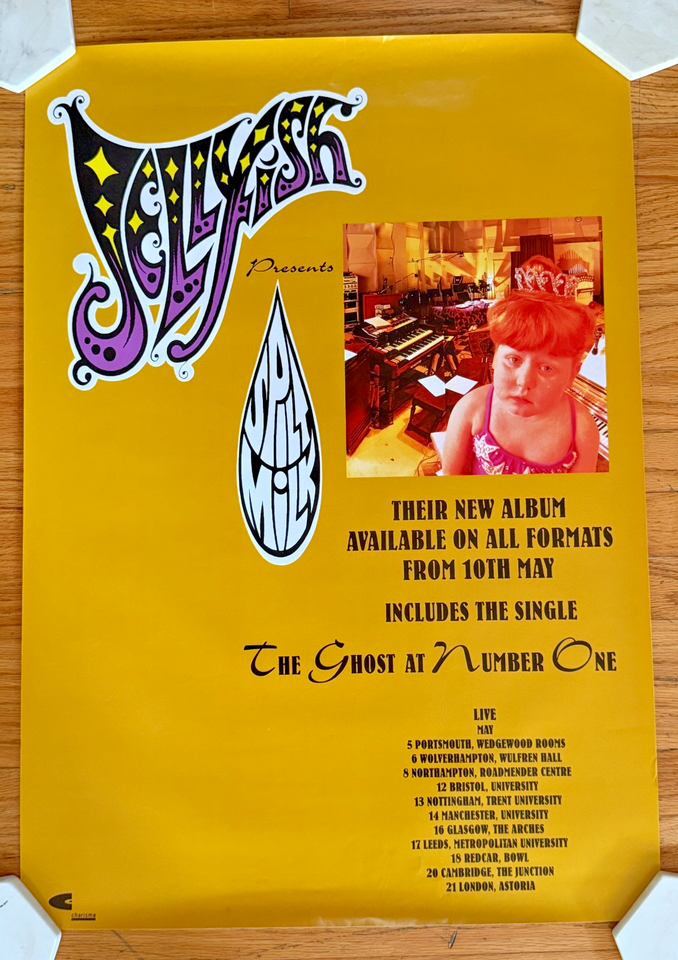 Jellyfish
Presents
SPiLT
MiLK
THEIR NEW ALBUM
AVAILABLE ON ALL FORMATS
FROM 10TH MAY
INCLUDES THE SINGLE
THE GHOST AT NUMBER ONE
LIVE
MAY
5 PORTSMOUTH, WEDGEWOOD ROOMS
6 WOLVERHAMPTON, WULFREN HALL
8 NORTHAMPTON, ROADMENDER CENTRE
12 BRISTOL, UNIVERSITY
13 NOTTINGHAM, TRENT UNIVERSITY
14 MANCHESTER, UNIVERSITY
16 GLASGOW, THE ARCHES
17 LEEDS, METROPOLITAN UNIVERSITY
18 REDCAR, BOWL
20 CAMBRIDGE, THE JUNCTION
21 LONDON, ASTORIA
charisma